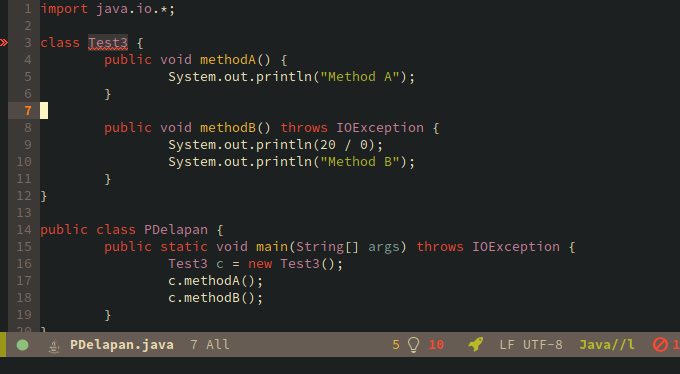 1 import java.io.*;
2
3 class Test3 {
4 public void methodA() {
5 System.out.println("Method A");
6 }
7
8 public void methodB() throws IOException {
9 System.out.println(20 / 0);
10 System.out.println("Method B");
11 }
12 }
13
14 public class PDelapan {
15 public static void main(String[] args) throws IOException {
16 Test3 c = new Test3();
17 c.methodA();
18 c.methodB();
19 }
20 }
PDelapan.java 7 All 5 10 LF UTF-8 Java//l 1